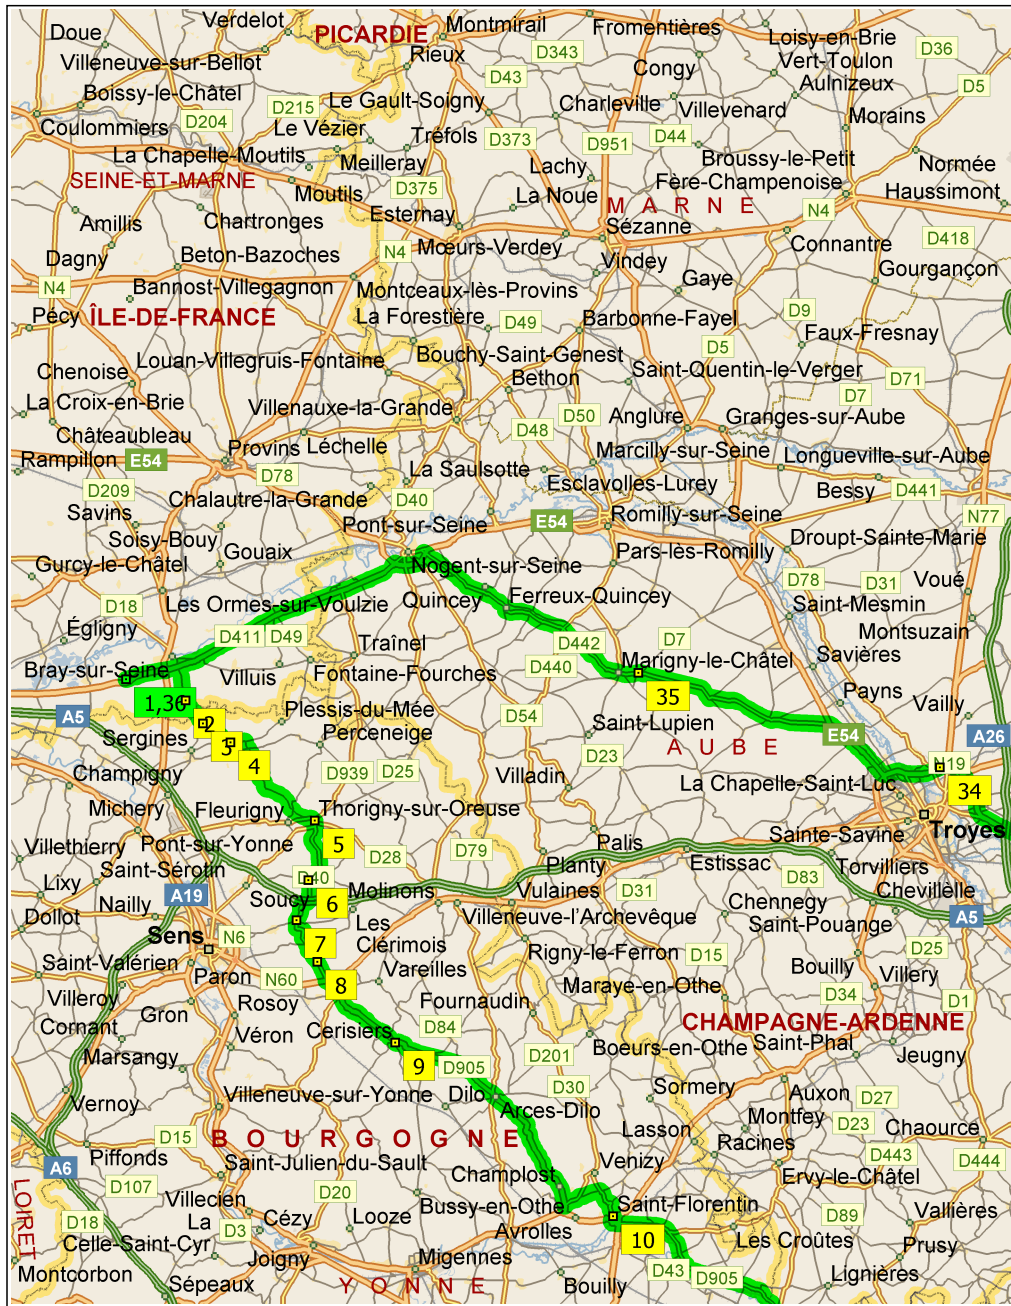 Verdelot
Montmirail
Fromentières
Doue
PICARDIE
Loisy-en-Brie
D36
Rieux
D343
Villeneuve-sur-Bellot
Congy
Vert-Toulon
D43
Aulnizeux
D5
Boissy-le-Châtel
D215
Le Gault-Soigny
Charleville
Villevenard
Morains
Coulommiers
D204
Le Vézier
Tréfols
D373
D951
D44
La Chapelle-Moutils
Meilleray
Lachy
Broussy-le-Petit
Normée
SEINE-ET-MARNE
Moutils
D375
La Noue
Fère-Champenoise
Haussimont
MARNE
N4
Amillis
Chartronges
Esternay
Sézanne
D418
Dagny
Beton-Bazoches
N4
Mœurs-Verdey
Connantre
Vindey
Gourgançon
N4
Bannost-Villegagnon
Montceaux-lès-Provins
Gaye
Pécy
ÎLE-DE-FRANCE
La Forestière
D49
Barbonne-Fayel
D9
Faux-Fresnay
D5
Louan-Villegruis-Fontaine
Bouchy-Saint-Genest
Chenoise
Bethon
Saint-Quentin-le-Verger
D71
La Croix-en-Brie
Villenauxe-la-Grande
D50
Anglure
D7
Granges-sur-Aube
Châteaubleau
Provins
Léchelle
D48
Marcilly-sur-Seine
Rampillon
E54
D78
La Saulsotte
Longueville-sur-Aube
D209
Chalautre-la-Grande
D40
Esclavolles-Lurey
Bessy
D441
Savins
Pont-sur-Seine
E54
Romilly-sur-Seine
N77
Soisy-Bouy
Gouaix
Pars-lès-Romilly
Droupt-Sainte-Marie
Gurcy-le-Châtel
Nogent-sur-Seine
D78
D31
Voué
D18
Les Ormes-sur-Voulzie
Quincey
Ferreux-Quincey
Saint-Mesmin
Égligny
D411
D49
Traînel
D442
D7
Montsuzain
Bray-sur-Seine
Villuis
Fontaine-Fourches
D440
Marigny-le-Châtel
Savières
1,36
35
Payns
Vailly
A5
2
Plessis-du-Mée
D54
Saint-Lupien
Sergines
3
Perceneige
AUBE
E54
A26
4
D23
Champigny
D939
D25
Villadin
La Chapelle-Saint-Luc
N19
34
Michery
Fleurigny
Thorigny-sur-Oreuse
Troyes
Villethierry
Pont-sur-Yonne
5
D28
D79
Palis
Sainte-Savine
Saint-Sérotin
Planty
Estissac
Torvilliers
Lixy
A19
D40
Molinons
Vulaines
D31
D83
Chevillèlle
Nailly
Soucy
6
Villeneuve-l'Archevêque
Chennegy
A5
Dollot
Sens
N6
7
Les
Clérimois
Saint-Pouange
Saint-Valérien
Paron
N60
8
Vareilles
Rigny-le-Ferron
D15
Bouilly
D25
Villery
Villeroy
Gron
Rosoy
Fournaudin
Maraye-en-Othe
D34
D1
Cornant
Véron
Cerisiers
D84
CHAMPAGNE-ARDENNE
Marsangy
9
D905
D201
Boeurs-en-Othe
Saint-Phal
Jeugny
Vernoy
Villeneuve-sur-Yonne
Dilo
D30
Sormery
Auxon
D27
Arces-Dilo
Montfey
D23
D15
BOURGOGNE
Lasson
Racines
Chaource
A6
Piffonds
Saint-Julien-du-Sault
Champlost
Venizy
D443
D444
LOIRET
D107
Villecien
D20
Bussy-en-Othe
Saint-Florentin
Ervy-le-Châtel
D18
La
Celle-Saint-Cyr
D3
Cézy
Looze
Avrolles
10
D89
Vallières
Joigny
Migennes
Les Croûtes
Prusy
Montcorbon
Sépeaux
YONNE
Bouilly
D43
D905
Lignières